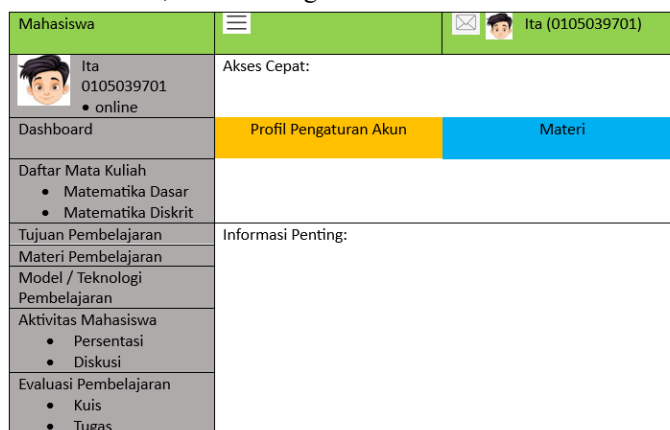 Mahasiswa
Ita (0105039701)
Ita
0105039701
• online
Akses Cepat:
Dashboard
Profil Pengaturan Akun
Materi
Daftar Mata Kuliah
• Matematika Dasar
• Matematika Diskrit
Tujuan Pembelajaran
Informasi Penting:
Materi Pembelajaran
Model / Teknologi
Pembelajaran
Aktivitas Mahasiswa
• Persentasi
• Diskusi
Evaluasi Pembelajaran
• Kuis
• Tugas